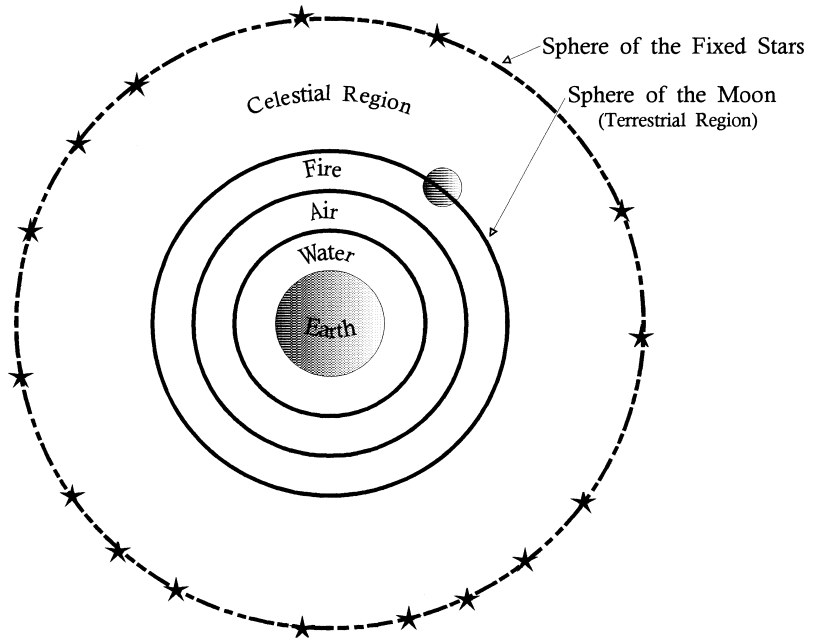 Sphere of the Fixed Stars
Sphere of the Moon
(Terrestrial Region)
Celestial Region
Fire
Air
Water
Earth